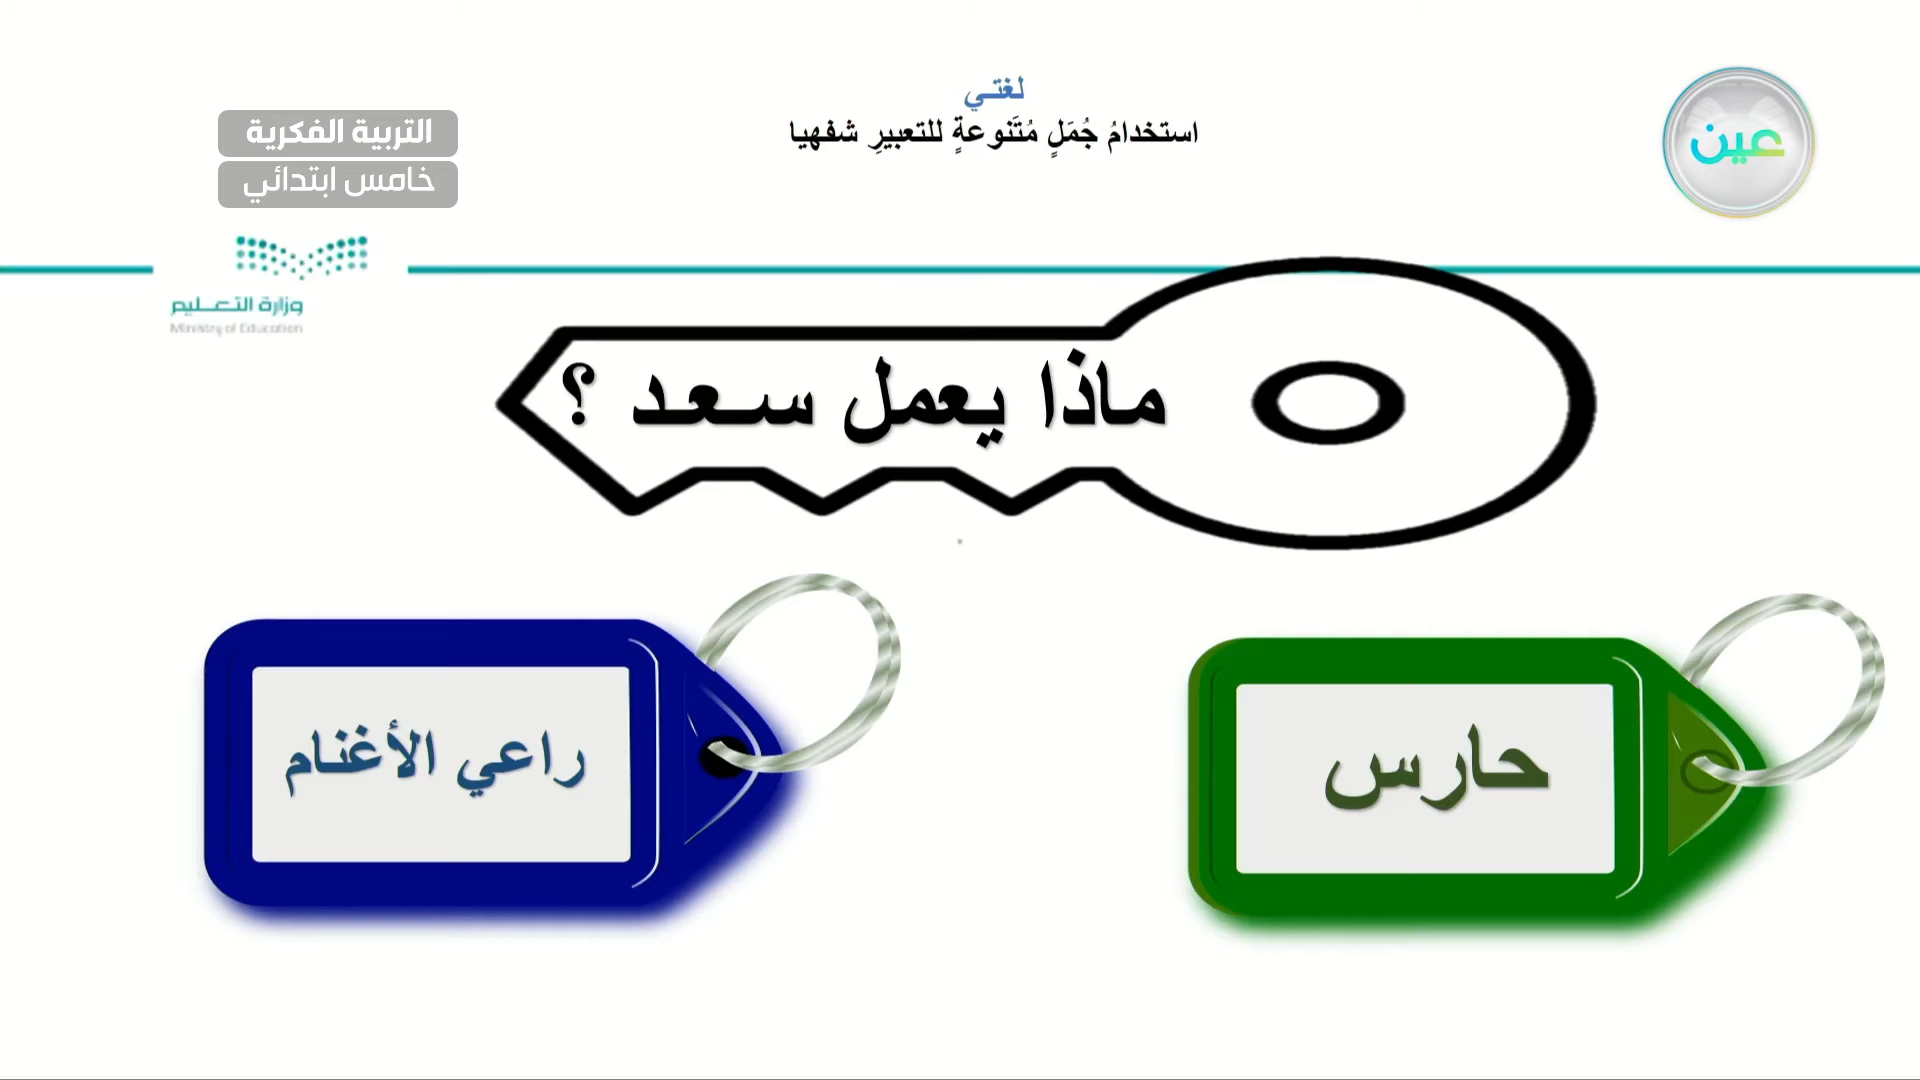 لغتي
استخدامُ جُمَلٍ مُتَنوعةٍ للتعبيرِ شفهيا
عين
التربية الفكرية
خامس ابتدائي
وزارة التعليم
Ministry of Education
ماذا يعمل سعد ؟
حارس
راعي الأغنام